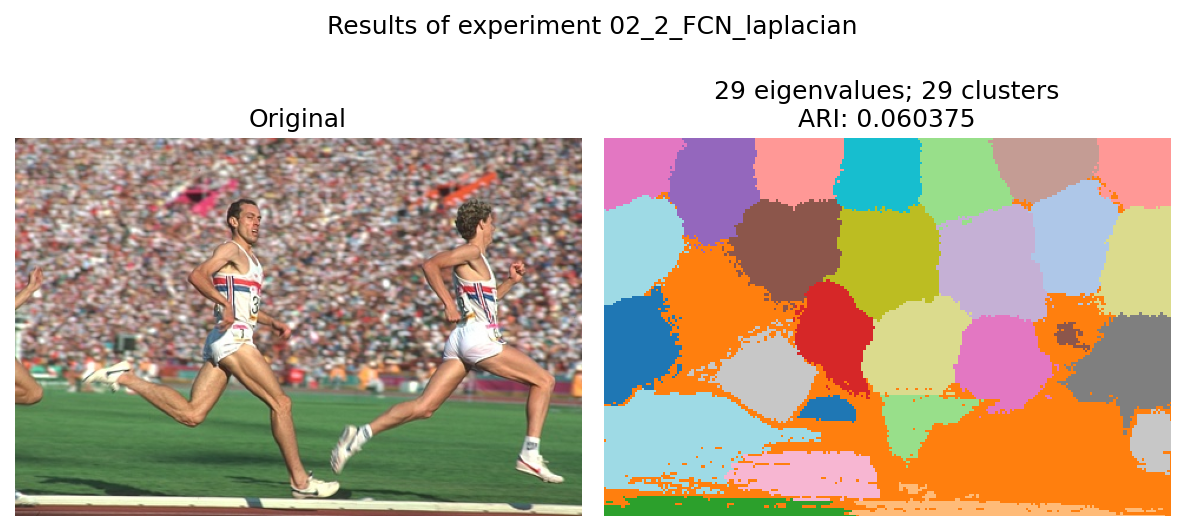 Results of experiment 02_2_FCN_laplacian
Original
29 eigenvalues; 29 clusters
ARI: 0.060375